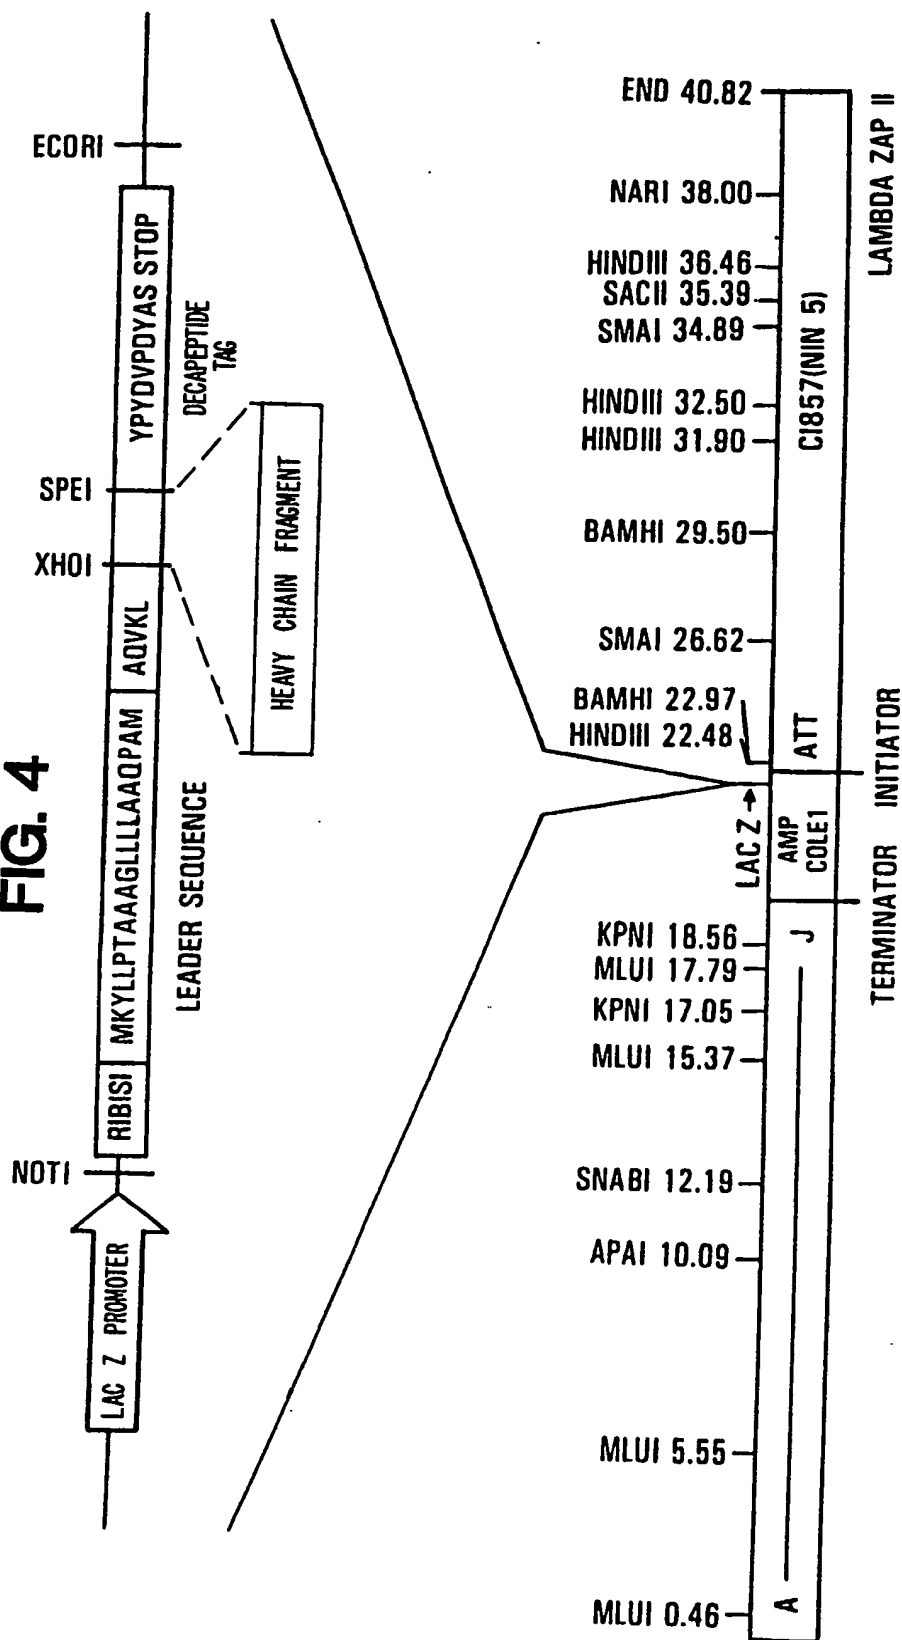 FIG. 4
LAC Z PROMOTER
NOTI
RIBISI
MKYLLPTAAAGLLLLAAQPAM
LEADER SEQUENCE
AQVKL
XHOI
SPEI
HEAVY CHAIN FRAGMENT
YPYDVPDYAS STOP
DECAPEPTIDE
TAG
ECORI
END 40.82
NARI 38.00
HINDIII 36.46
SACII 35.39
SMAI 34.89
HINDIII 32.50
HINDIII 31.90
BAMHI 29.50
SMAI 26.62
BAMHI 22.97
HINDIII 22.48
LAC Z
KPNI 18.56
MLUI 17.79
KPNI 17.05
MLUI 15.37
SNABI 12.19
APAI 10.09
MLUI 5.55
MLUI 0.46
A
J
AMP
COLE1
ATT
CI857(NIN 5)
TERMINATOR
INITIATOR
LAMBDA ZAP II